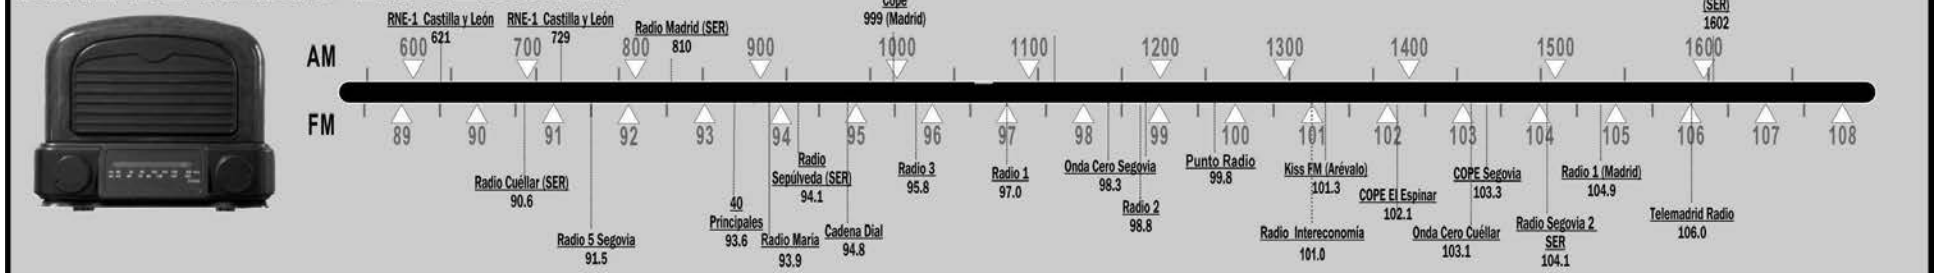 Cope
999 (Madrid)
(SER)
1602
RNE-1 Castilla y León
621
RNE-1 Castilla y León
729
Radio Madrid (SER)
810
AM
600 700 800 900 1000 1100 1200 1300 1400 1500 1600
FM
89 90 91 92 93 94 95 96 97 98 99 100 101 102 103 104 105 106 107 108
Radio Cuéllar (SER)
90.6
Radio 5 Segovia
91.5
40
Principales
93.6
Radio María
93.9
Radio
Sepúlveda (SER)
94.1
Cadena Dial
94.8
Radio 3
95.8
Radio 1
97.0
Onda Cero Segovia
98.3
Radio 2
98.8
Punto Radio
99.8
Radio Intereconomía
101.0
Kiss FM (Arévalo)
101.3
COPE El Espinar
102.1
Onda Cero Cuéllar
103.1
COPE Segovia
103.3
Radio Segovia 2
SER
104.1
Radio 1 (Madrid)
104.9
Telemadrid Radio
106.0